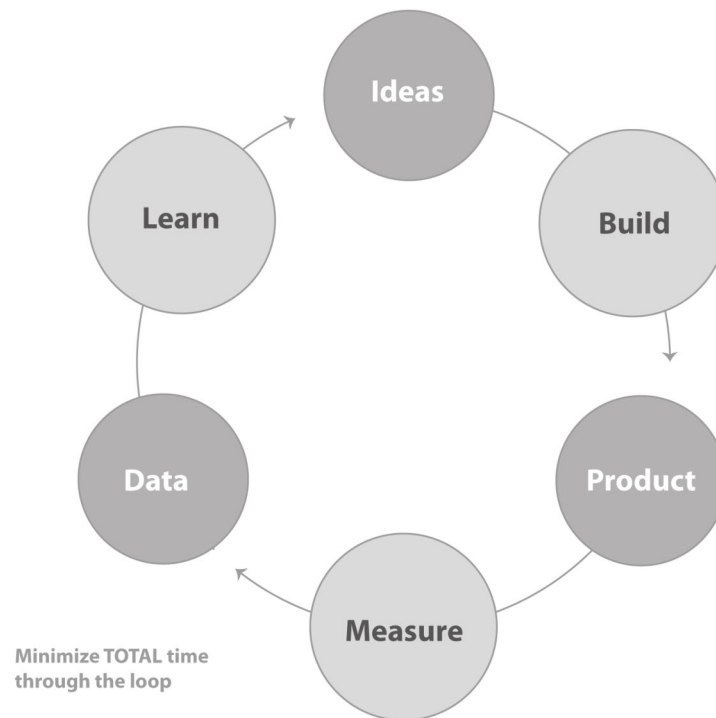 Ideas
Build
Product
Measure
Data
Learn
Minimize TOTAL time
through the loop